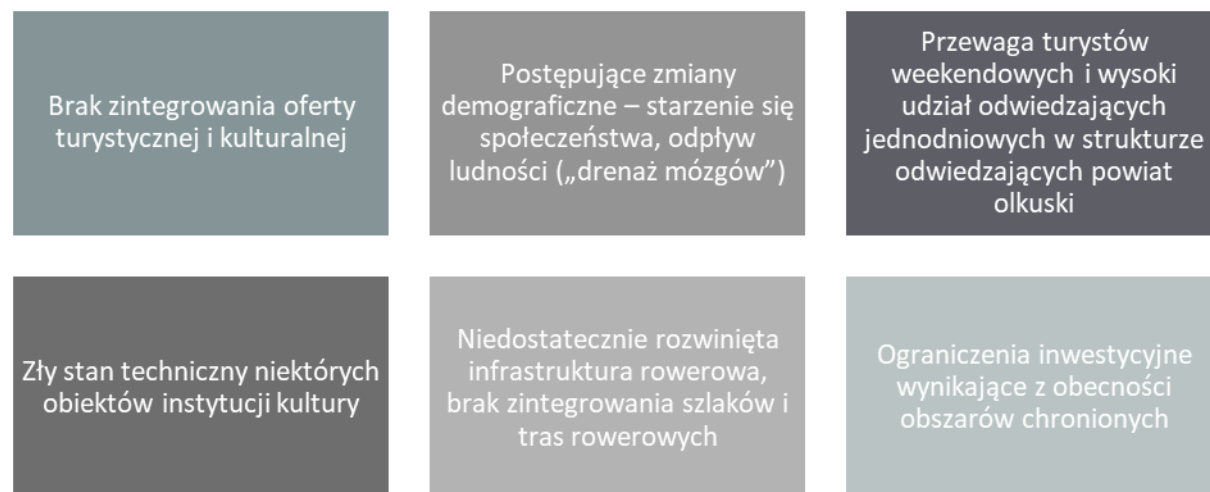 Brak zintegrowania oferty
turystycznej i kulturalnej
Postępujące zmiany
demograficzne – starzenie się
społeczeństwa, odpływ
ludności („drenaż mózgów”)
Przewaga turystów
weekendowych i wysoki
udział odwiedzających
jednodniowych w strukturze
odwiedzających powiat
olkuski
Zły stan techniczny niektórych
obiektów instytucji kultury
Niedostatecznie rozwinięta
infrastruktura rowerowa,
brak zintegrowania szlaków i
tras rowerowych
Ograniczenia inwestycyjne
wynikające z obecności
obszarów chronionych